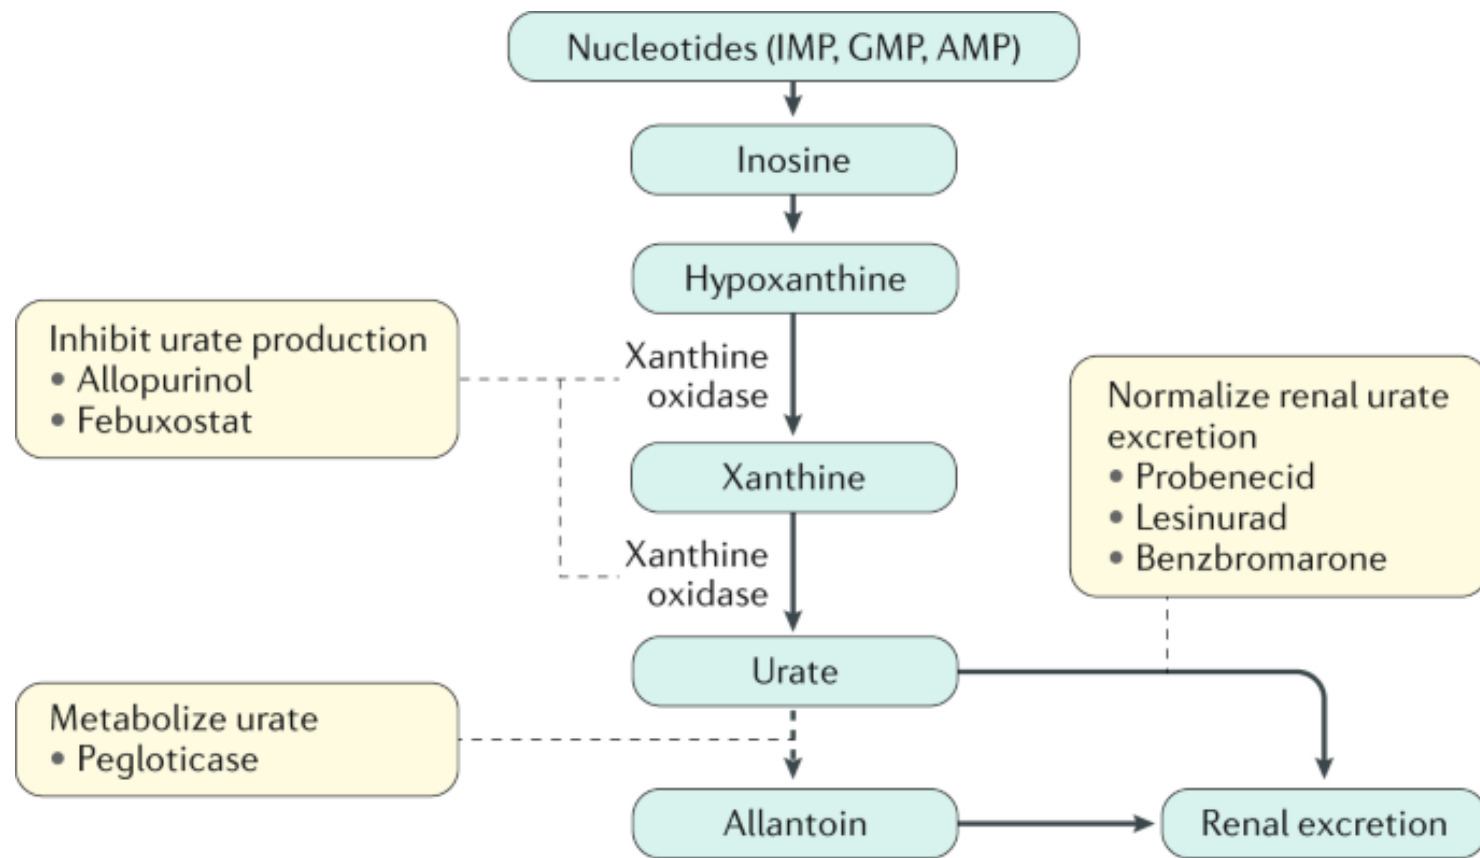 Nucleotides (IMP, GMP, AMP)
Inosine
Hypoxanthine
Inhibit urate production
• Allopurinol
• Febuxostat
Xanthine
oxidase
Normalize renal urate
excretion
• Probenecid
• Lesinurad
• Benzbromarone
Xanthine
Xanthine
oxidase
Urate
Metabolize urate
• Pegloticase
Allantoin
Renal excretion